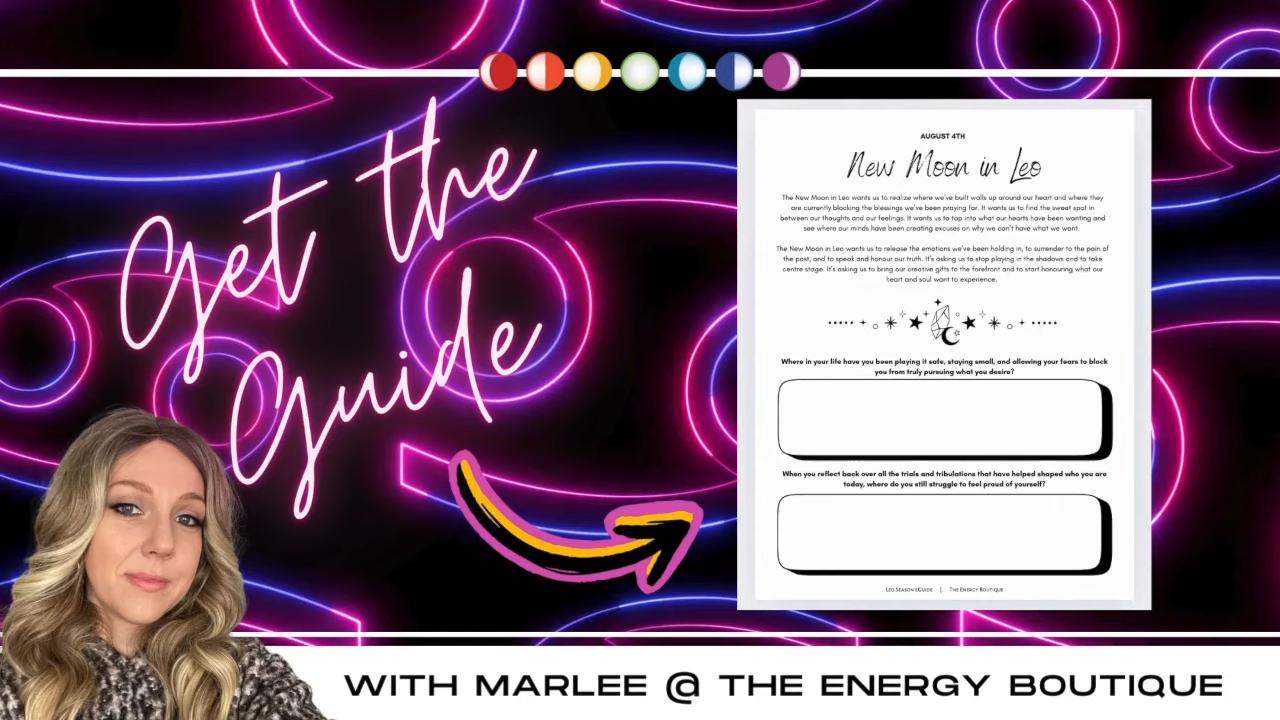 Get the
Guide
AUGUST 4TH
New Moon in Leo
The New Moon in Leo wants us to realize where we've built walls up around our heart and where they
are currently blocking the blessings we've been praying for. It wants us to find the sweet spot in
between our thoughts and our feelings. It wants us to tap into what our hearts have been wanting and
see where our minds have been creating excuses on why we can't have what we want.
The New Moon in Leo wants us to release the emotions we've been holding in, to surrender to the pain of
the past, and to speak and honour our truth. It's asking us to stop playing in the shadows and to take
centre stage. It's asking us to bring our creative gifts to the forefront and to start honouring what our
heart and soul want to experience.
Where in your life have you been playing it safe, staying small, and allowing your fears to block
you from truly pursuing what you desire?
When you reflect back over all the trials and tribulations that have helped shaped who you are
today, where do you still struggle to feel proud of yourself?
Leo Season eGuide | The Energy Boutique
WITH MARLEE @ THE ENERGY BOUTIQUE